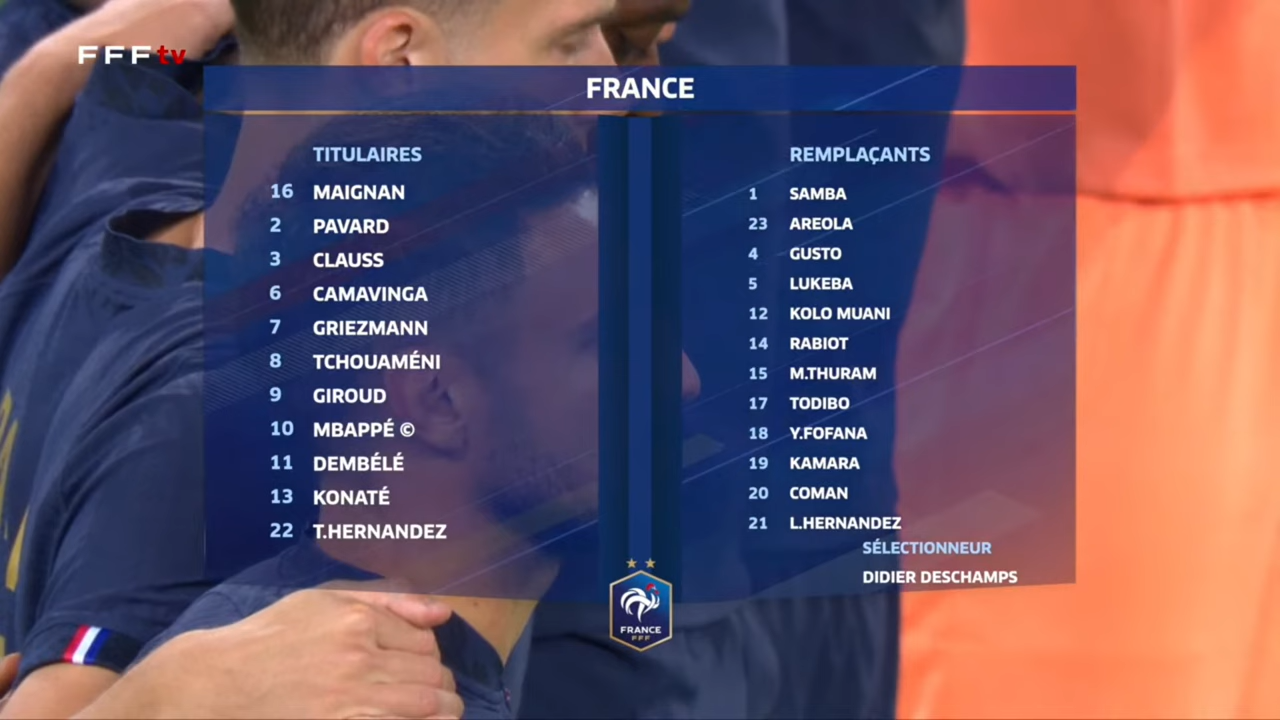 FFFtv
FRANCE
TITULAIRES
16 MAIGNAN
2 PAVARD
3 CLAUSS
6 CAMAVINGA
7 GRIEZMANN
8 TCHOUAMÉNI
9 GIROUD
10 MBAPPÉ ©
11 DEMBÉLÉ
13 KONATÉ
22 T.HERNANDEZ
REMPLAÇANTS
1 SAMBA
23 AREOLA
4 GUSTO
5 LUKEBA
12 KOLO MUANI
14 RABIOT
15 M.THURAM
17 TODIBO
18 Y.FOFANA
19 KAMARA
20 COMAN
21 L.HERNANDEZ
SÉLECTIONNEUR
DIDIER DESCHAMPS
FRANCE
FFF